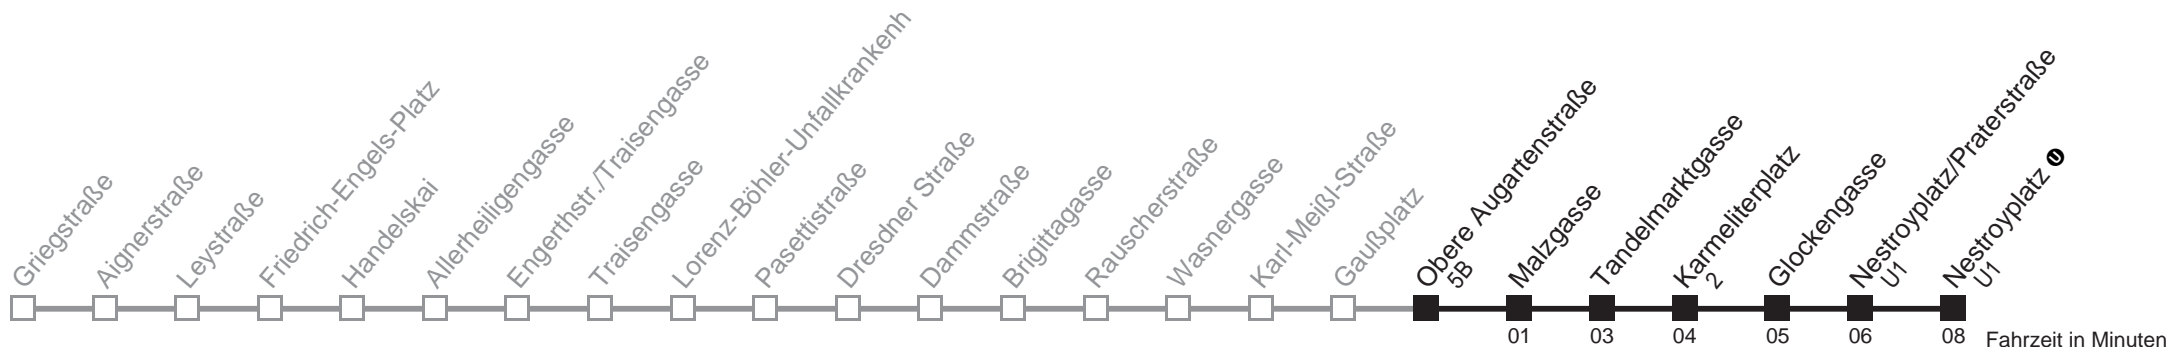 Griegstraße
Aignerstraße
Leystraße
Friedrich-Engels-Platz
Handelskai
Allerheiligengasse
Engerthstr./Traisengasse
Traisengasse
Lorenz-Böhler-Unfallkrankenh
Pasettistraße
Dresdner Straße
Dammstraße
Brigittagasse
Rauscherstraße
Wasnergasse
Karl-Meißl-Straße
Gaußplatz
Obere Augartenstraße
5B
Malzgasse
Tandelmarktgasse
Karmeliterplatz
2
Glockengasse
Nestroyplatz/Praterstraße
U1
Nestroyplatz U
U1
01 03 04 05 06 08 Fahrzeit in Minuten